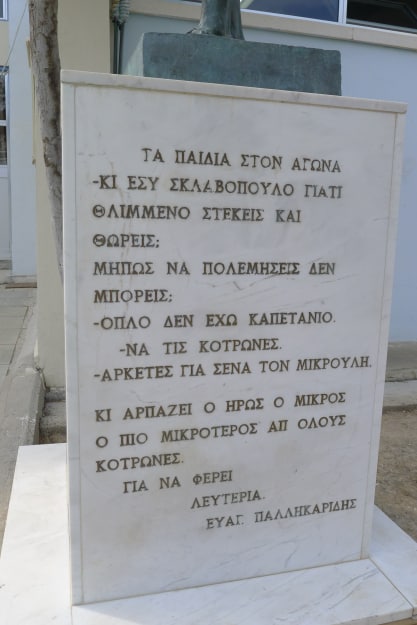 ΤΑ ΠΑΙΔΙΑ ΣΤΟΝ ΑΓΩΝΑ
-ΚΙ ΕΣΥ ΣΚΛΑΒΟΠΟΥΛΟ ΓΙΑΤΙ
ΘΛΙΜΜΕΝΟ ΣΤΕΚΕΙΣ ΚΑΙ
ΘΩΡΕΙΣ;
ΜΗΠΩΣ ΝΑ ΠΟΛΕΜΗΣΕΙΣ ΔΕΝ
ΜΠΟΡΕΙΣ;
-ΟΠΛΟ ΔΕΝ ΕΧΩ ΚΑΠΕΤΑΝΙΟ.
-ΝΑ ΤΙΣ ΚΟΤΡΩΝΕΣ.
-ΑΡΚΕΤΕΣ ΓΙΑ ΣΕΝΑ ΤΟΝ ΜΙΚΡΟΥΛΗ.
ΚΙ ΑΡΠΑΖΕΙ Ο ΗΡΩΣ Ο ΜΙΚΡΟΣ
Ο ΠΙΟ ΜΙΚΡΟΤΕΡΟΣ ΑΠ ΟΛΟΥΣ
ΚΟΤΡΩΝΕΣ.
ΓΙΑ ΝΑ ΦΕΡΕΙ
ΛΕΥΤΕΡΙΑ.
ΕΥΑΓ. ΠΑΛΛΗΚΑΡΙΔΗΣ